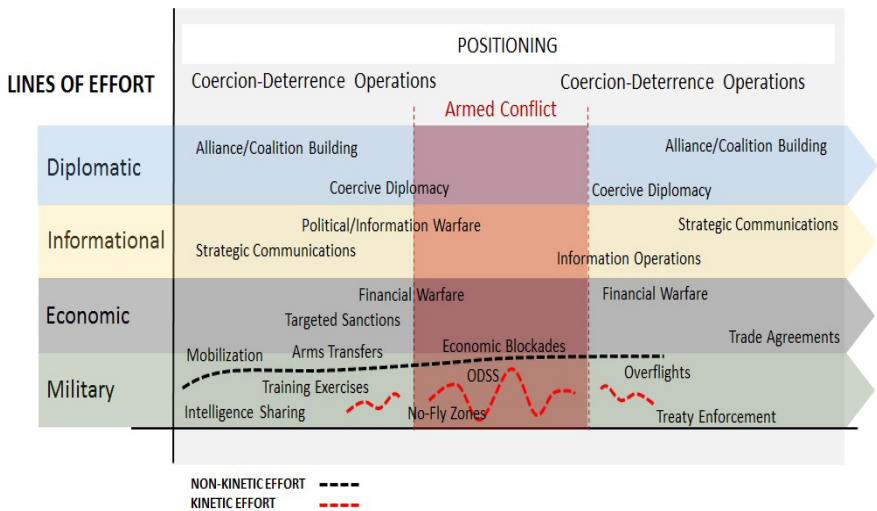 POSITIONING
LINES OF EFFORT
Coercion-Deterrence Operations
Coercion-Deterrence Operations
Armed Conflict
Diplomatic
Alliance/Coalition Building
Alliance/Coalition Building
Coercive Diplomacy
Coercive Diplomacy
Informational
Political/Information Warfare
Strategic Communications
Strategic Communications
Information Operations
Economic
Financial Warfare
Financial Warfare
Targeted Sanctions
Trade Agreements
Economic Blockades
Military
Mobilization
Arms Transfers
ODSS
Overflights
Training Exercises
Intelligence Sharing
No-Fly Zones
Treaty Enforcement
NON-KINETIC EFFORT
KINETIC EFFORT